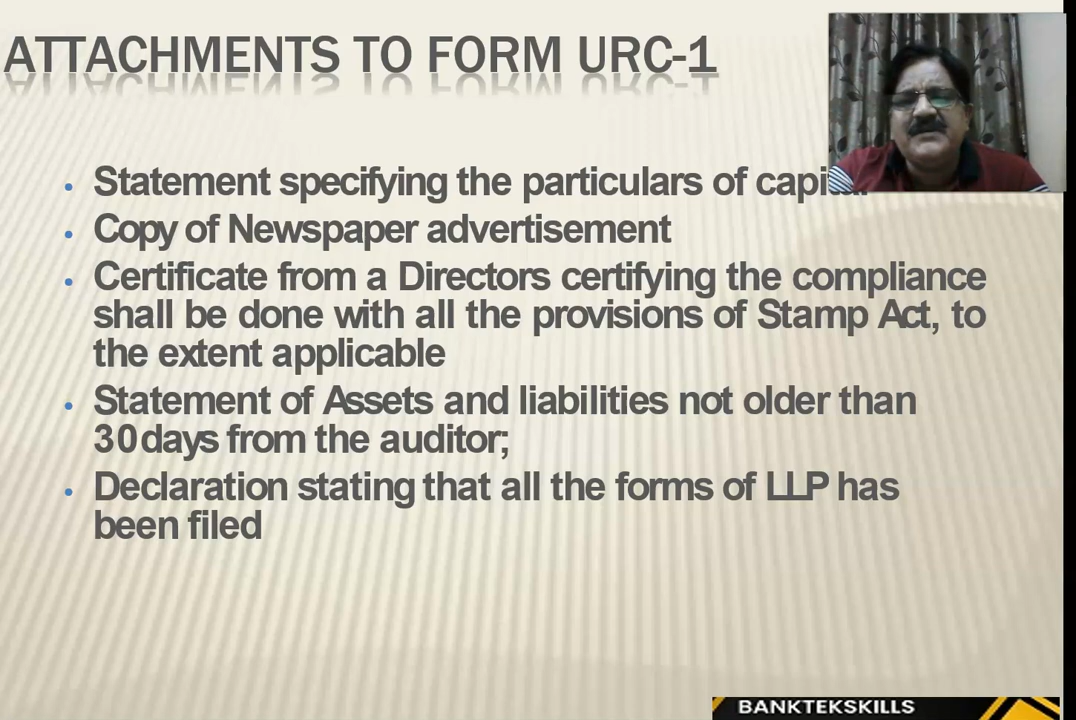 ATTACHMENTS TO FORM URC-1
• Statement specifying the particulars of capital
• Copy of Newspaper advertisement
• Certificate from a Directors certifying the compliance
shall be done with all the provisions of Stamp Act, to
the extent applicable
• Statement of Assets and liabilities not older than
30days from the auditor;
• Declaration stating that all the forms of LLP has
been filed
BANKTEKSKILLS